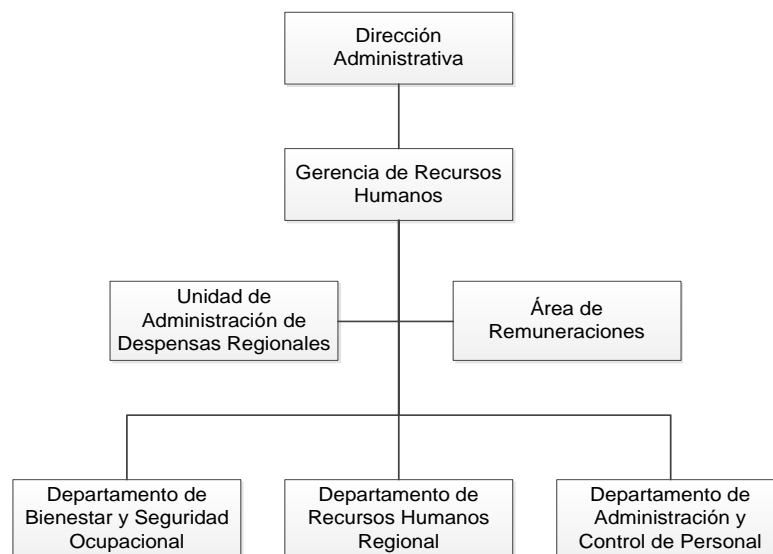 Dirección
Administrativa
Gerencia de Recursos
Humanos
Unidad de
Administración de
Despensas Regionales
Área de
Remuneraciones
Departamento de
Bienestar y Seguridad
Ocupacional
Departamento de
Recursos Humanos
Regional
Departamento de
Administración y
Control de Personal